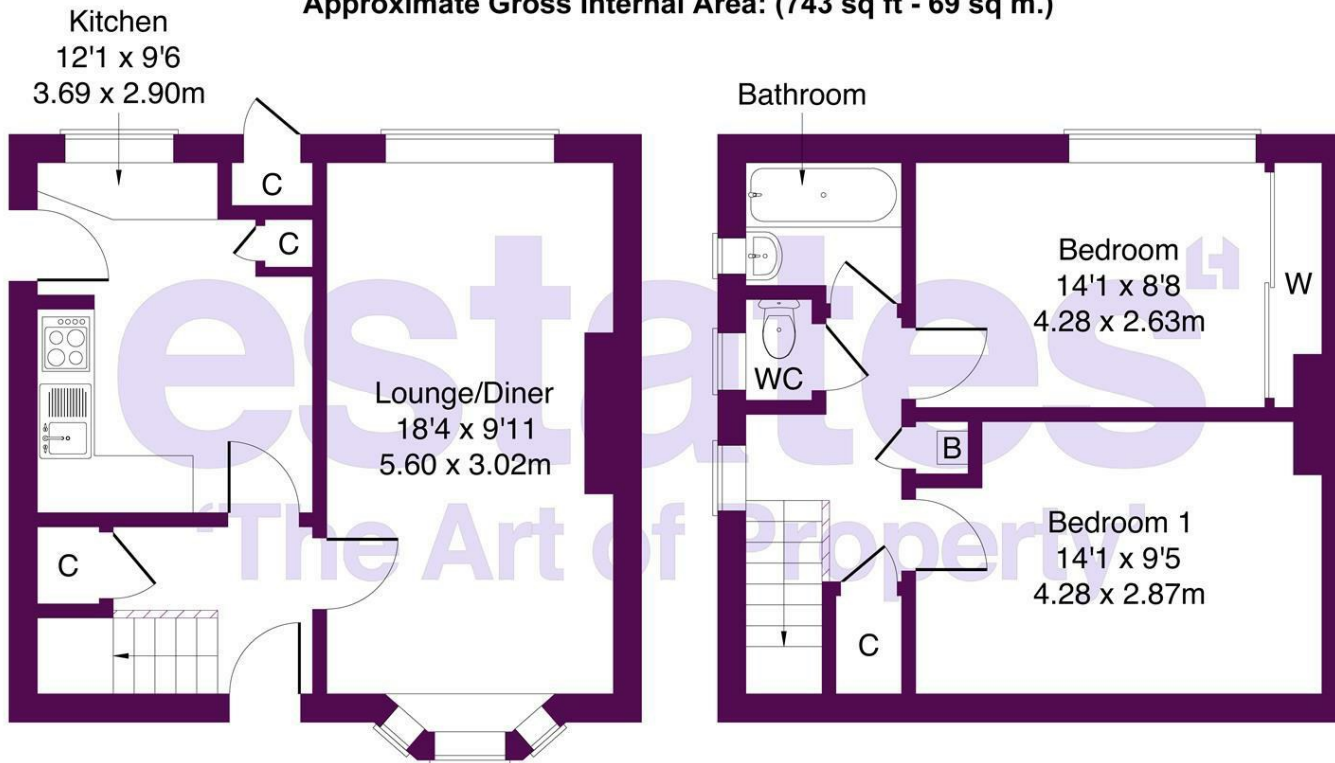 Approximate Gross Internal Area: (743 sq ft - 69 sq m.)
Kitchen
12'1 x 9'6
3.69 x 2.90m
C
C
Lounge/Diner
18'4 x 9'11
5.60 x 3.02m
C
Bathroom
WC
Bedroom
14'1 x 8'8
4.28 x 2.63m
W
B
Bedroom 1
14'1 x 9'5
4.28 x 2.87m
C
estates
'The Art of Property'